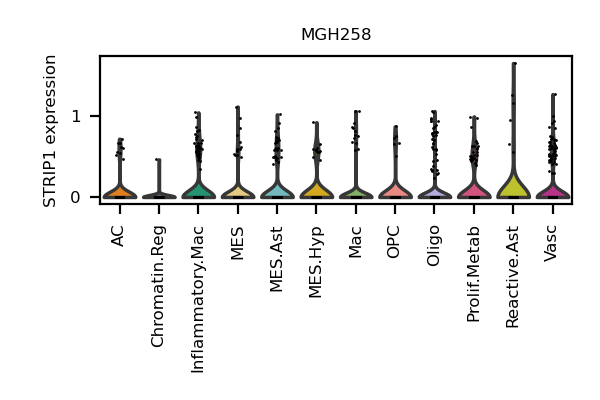 MGH258
STRIP1 expression
1
0
AC
Chromatin.Reg
Inflammatory.Mac
MES
MES.Ast
MES.Hyp
Mac
OPC
Oligo
Prolif.Metab
Reactive.Ast
Vasc